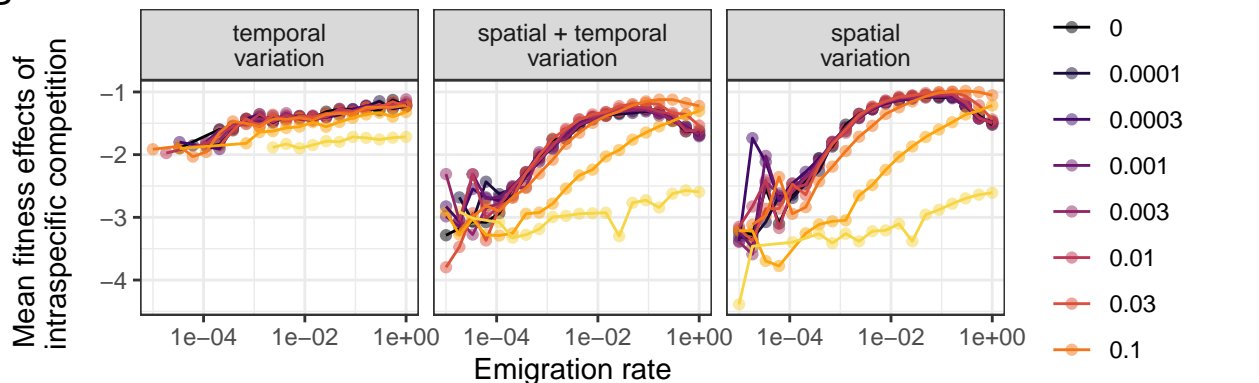 temporal
variation
spatial + temporal
variation
spatial
variation
Mean fitness effects of
intraspecific competition
−1
−2
−3
−4
1e−04
1e−02
1e+00
1e−04
1e−02
1e+00
1e−04
1e−02
1e+00
Emigration rate
0
0.0001
0.0003
0.001
0.003
0.01
0.03
0.1